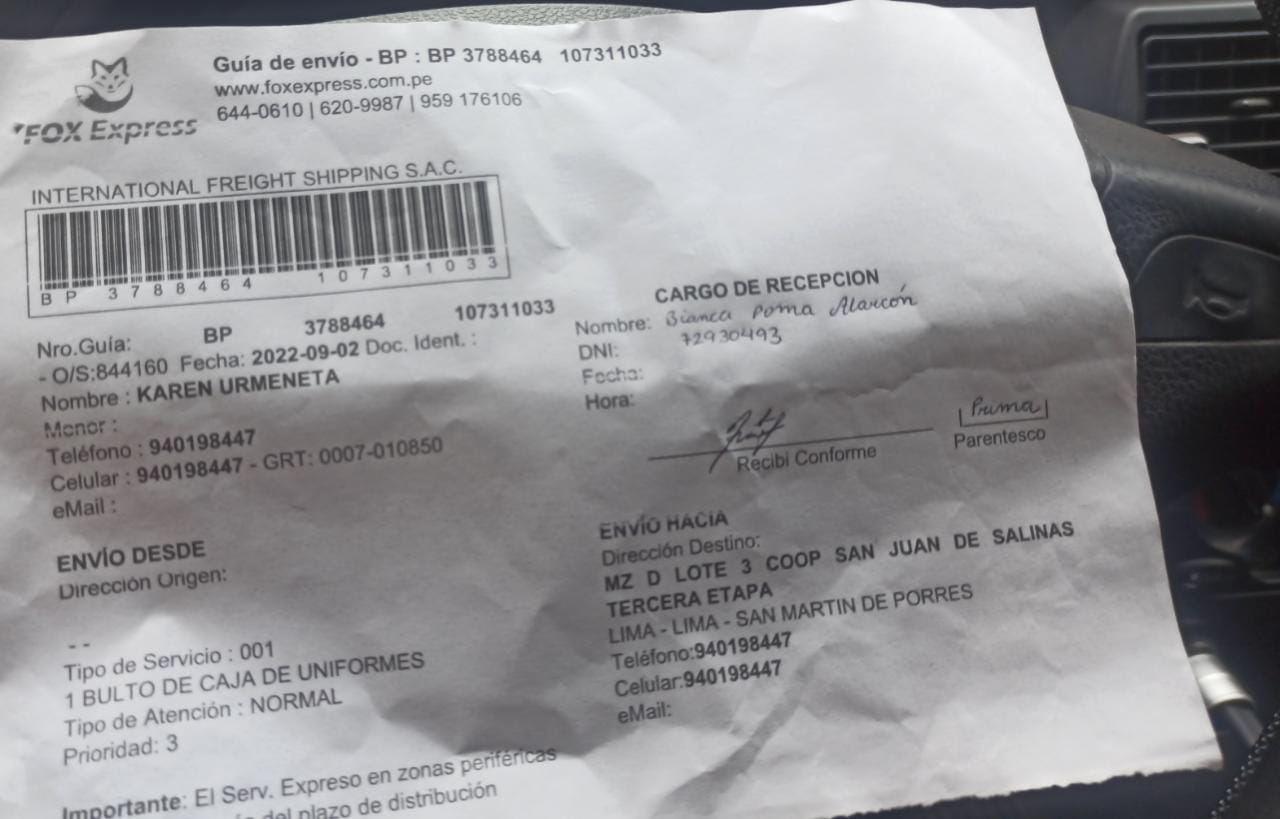 Guía de envío - BP : BP 3788464 107311033
www.foxexpress.com.pe
644-0610 | 620-9987 | 959 176106
FOX Express
INTERNATIONAL FREIGHT SHIPPING S.A.C.
BP 3788464 107311033
Nro.Guía: BP 3788464 107311033
- O/S:844160 Fecha: 2022-09-02 Doc. Ident. :
Nombre : KAREN URMENETA
Menor :
Teléfono : 940198447
Celular : 940198447 - GRT: 0007-010850
eMail :
CARGO DE RECEPCION
Nombre: Bianca Poma Alarcón
DNI: 72930493
Fecha:
Hora:
Recibi Conforme
Prima
Parentesco
ENVÍO DESDE
Dirección Origen:
- -
Tipo de Servicio : 001
1 BULTO DE CAJA DE UNIFORMES
Tipo de Atención : NORMAL
Prioridad: 3
ENVÍO HACIA
Dirección Destino:
MZ D LOTE 3 COOP SAN JUAN DE SALINAS
TERCERA ETAPA
LIMA - LIMA - SAN MARTIN DE PORRES
Teléfono:940198447
Celular:940198447
eMail:
Importante: El Serv. Expreso en zonas periféricas
del plazo de distribución